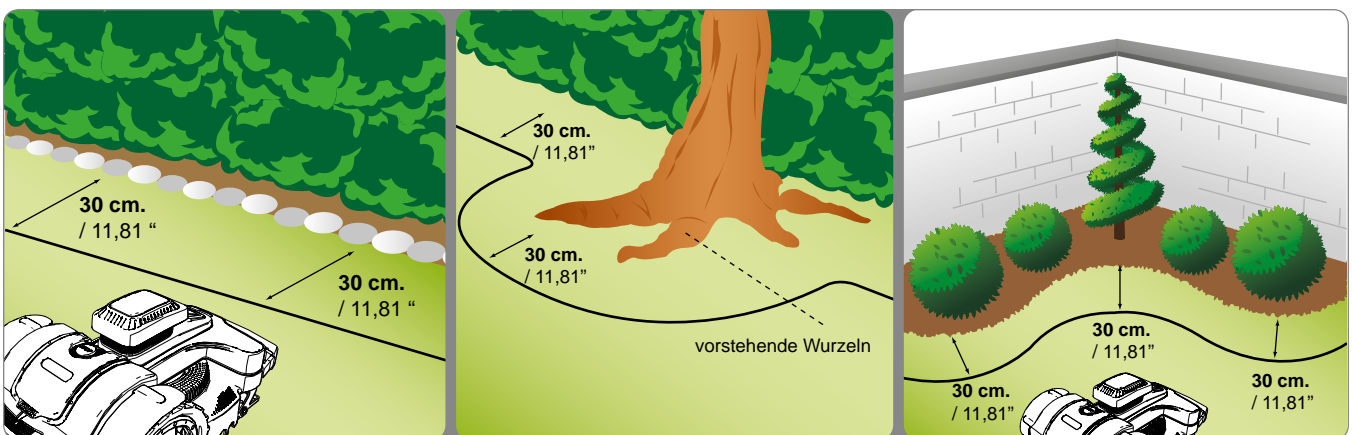 30 cm.
/ 11,81 “
30 cm.
/ 11,81 “
30 cm.
/ 11,81”
30 cm.
/ 11,81”
vorstehende Wurzeln
30 cm.
/ 11,81”
30 cm.
/ 11,81”
30 cm.
/ 11,81”